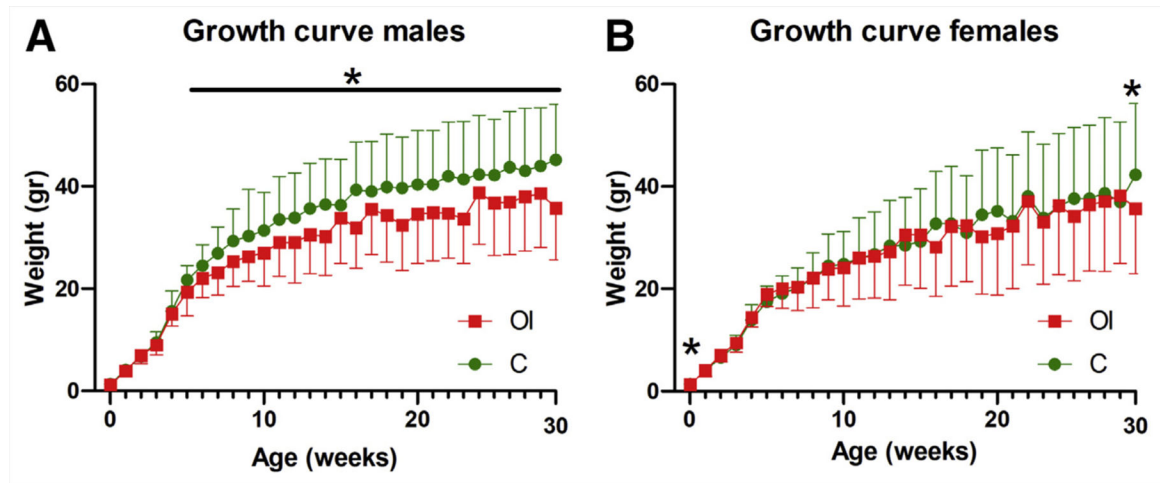 A
Growth curve males
*
Weight (gr)
60
40
20
0
OI
C
0
10
20
30
Age (weeks)
B
Growth curve females
*
*
Weight (gr)
60
40
20
0
OI
C
0
10
20
30
Age (weeks)